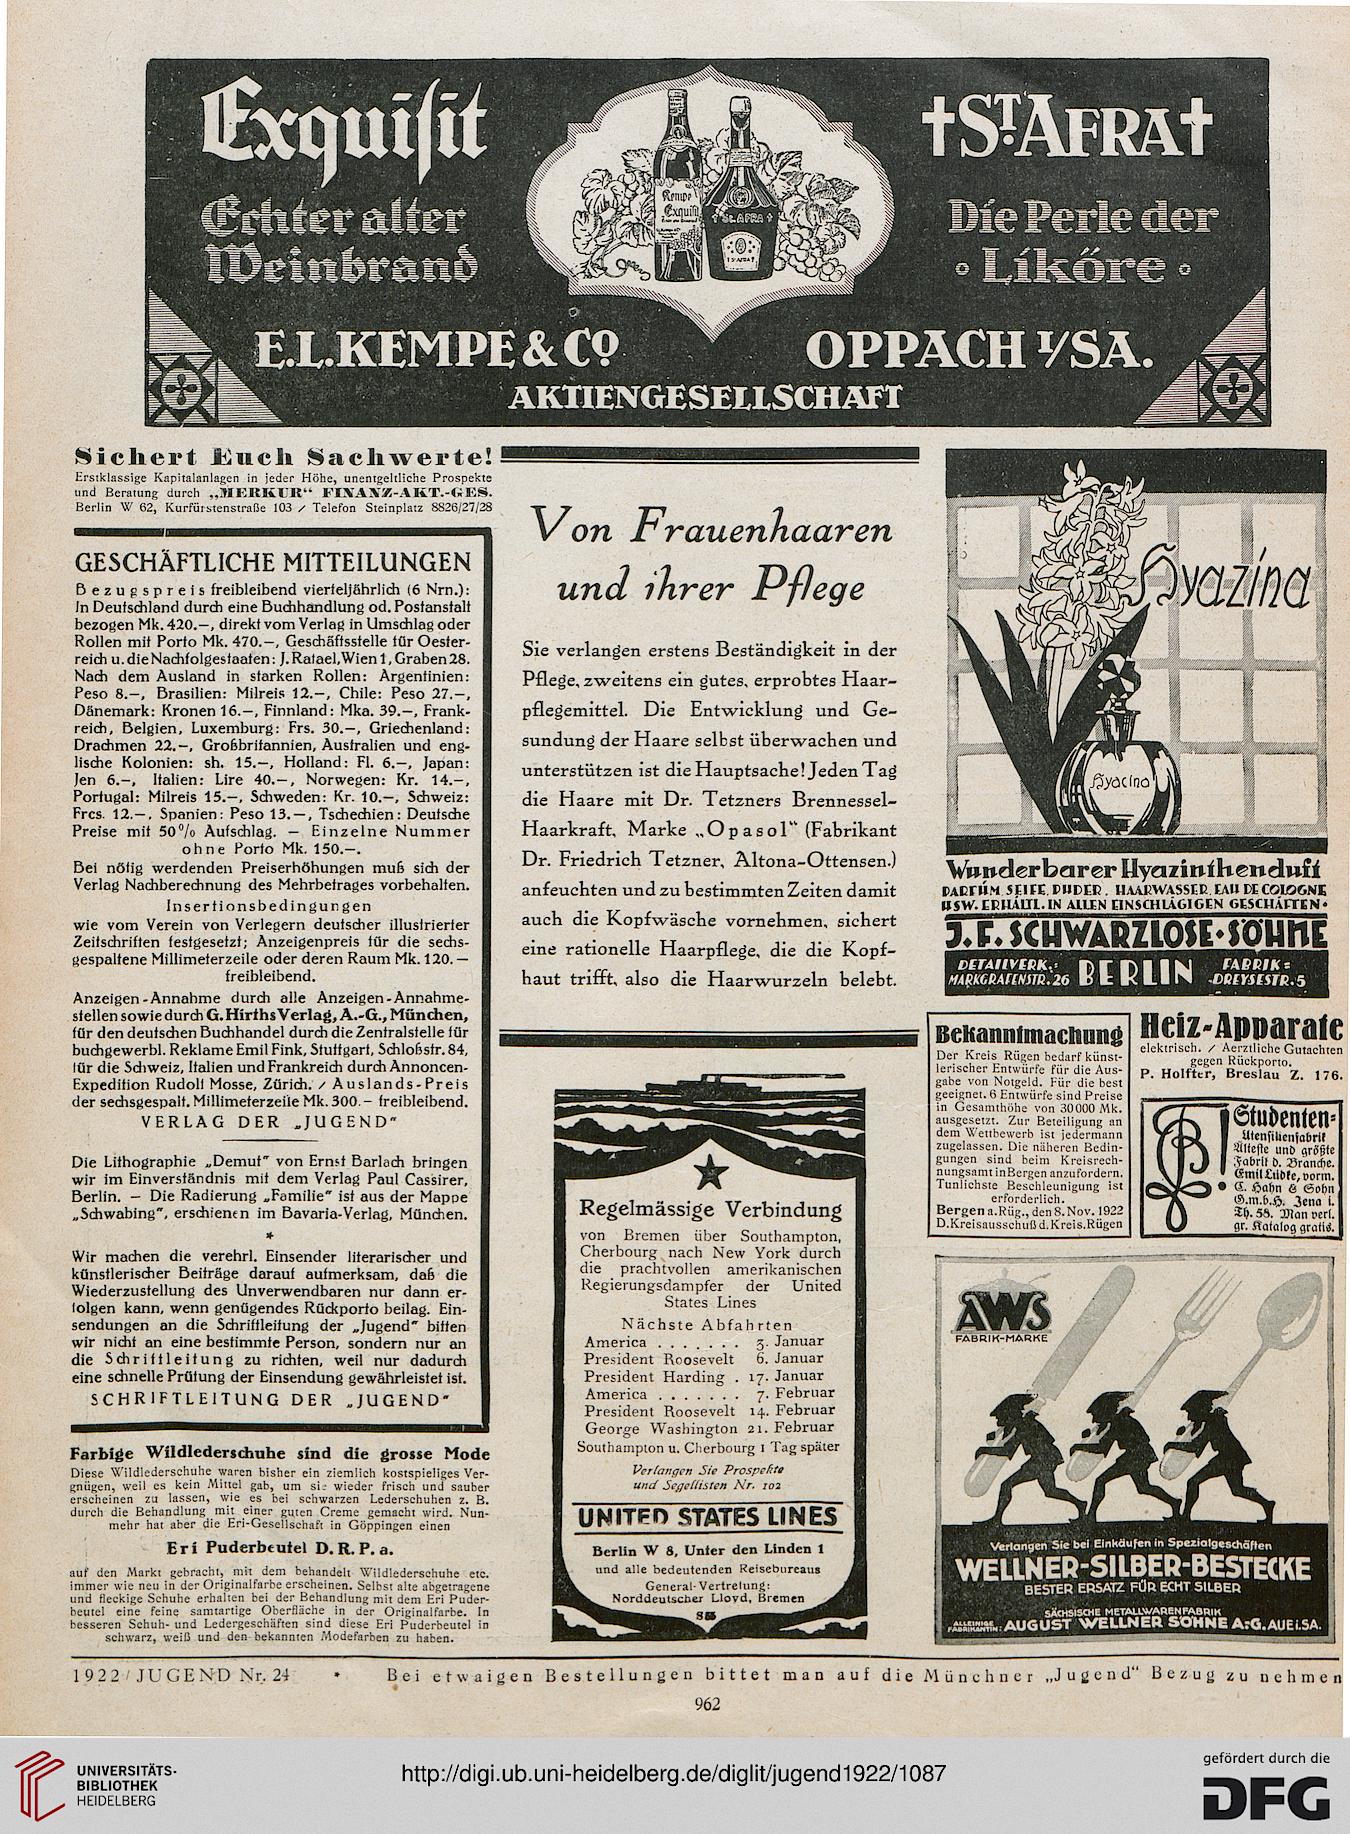 Exquisit
Echter alter
Weinbrand
Kempe
Exquisit
† ST. AFRA †
† ST. AFRA †
Die Perle der
Liköre
E. L. KEMPE & Co
OPPACH I/SA.
AKTIENGESELLSCHAFT
Sichert Euch Sachwerte!
Erstklassige Kapitalanlagen in jeder Höhe, unentgeltliche Prospekte
und Beratung durch „MERKUR“ FINANZ-AKT.-GES.
Berlin W 62, Kurfürstenstraße 103 / Telefon Steinplatz 8826/27/28
GESCHÄFTLICHE MITTEILUNGEN
Bezugspreis freibleibend vierteljährlich (6 Nrn.):
In Deutschland durch eine Buchhandlung od. Postanstalt
bezogen Mk. 420.—, direkt vom Verlag in Umschlag oder
Rollen mit Porto Mk. 470.—, Geschäftsstelle für Oester-
reich u. die Nachfolgestaaten: J. Rafael, Wien 1, Graben 28.
Nach dem Ausland in starken Rollen: Argentinien:
Peso 8.—, Brasilien: Milreis 12.—, Chile: Peso 27.—,
Dänemark: Kronen 16.—, Finnland: Mka. 39.—, Frank-
reich, Belgien, Luxemburg: Frs. 30.—, Griechenland:
Drachmen 22.—, Großbritannien, Australien und eng-
lische Kolonien: sh. 15.—, Holland: Fl. 6.—, Japan:
Jen 6.—, Italien: Lire 40.—, Norwegen: Kr. 14.—,
Portugal: Milreis 15.—, Schweden: Kr. 10.—, Schweiz:
Frcs. 12.—, Spanien: Peso 13.—, Tschechien: Deutsche
Preise mit 50% Aufschlag. — Einzelne Nummer
ohne Porto Mk. 150.—.
Bei nötig werdenden Preiserhöhungen muß sich der
Verlag Nachberechnung des Mehrbetrages vorbehalten.
Insertionsbedingungen
wie vom Verein von Verlegern deutscher illustrierter
Zeitschriften festgesetzt; Anzeigenpreis für die sechs-
gespaltene Millimeterzeile oder deren Raum Mk. 120. —
freibleibend.
Anzeigen-Annahme durch alle Anzeigen-Annahme-
stellen sowie durch G. Hirths Verlag, A.-G., München,
für den deutschen Buchhandel durch die Zentralstelle für
buchgewerbl. Reklame Emil Fink, Stuttgart, Schloßstr. 84,
für die Schweiz, Italien und Frankreich durch Annoncen-
Expedition Rudolf Mosse, Zürich. / Auslands-Preis
der sechsgespalt. Millimeterzeile Mk. 300.— freibleibend.
VERLAG DER „JUGEND“
Die Lithographie „Demut“ von Ernst Barlach bringen
wir im Einverständnis mit dem Verlag Paul Cassirer,
Berlin. — Die Radierung „Familie“ ist aus der Mappe
„Schwabing“, erschienen im Bavaria-Verlag, München.
*
Wir machen die verehrl. Einsender literarischer und
künstlerischer Beiträge darauf aufmerksam, daß die
Wiederzustellung des Unverwendbaren nur dann er-
folgen kann, wenn genügendes Rückporto beilag. Ein-
sendungen an die Schriftleitung der „Jugend“ bitten
wir nicht an eine bestimmte Person, sondern nur an
die Schriftleitung zu richten, weil nur dadurch
eine schnelle Prüfung der Einsendung gewährleistet ist.
SCHRIFTLEITUNG DER „JUGEND“
Farbige Wildlederschuhe sind die grosse Mode
Diese Wildlederschuhe waren bisher ein ziemlich kostspieliges Ver-
gnügen, weil es kein Mittel gab, um sie wieder frisch und sauber
erscheinen zu lassen, wie es bei schwarzen Lederschuhen z. B.
durch die Behandlung mit einer guten Creme gemacht wird. Nun-
mehr hat aber die Eri-Gesellschaft in Göppingen einen
Eri Puderbeutel D. R. P. a.
auf den Markt gebracht, mit dem behandelt Wildlederschuhe etc.
immer wie neu in der Originalfarbe erscheinen. Selbst alte abgetragene
und fleckige Schuhe erhalten bei der Behandlung mit dem Eri Puder-
beutel eine feine samtartige Oberfläche in der Originalfarbe. In
besseren Schuh- und Ledergeschäften sind diese Eri Puderbeutel in
schwarz, weiß und den bekannten Modefarben zu haben.
Von Frauenhaaren
und ihrer Pflege
Sie verlangen erstens Beständigkeit in der
Pflege, zweitens ein gutes, erprobtes Haar-
pflegemittel. Die Entwicklung und Ge-
sundung der Haare selbst überwachen und
unterstützen ist die Hauptsache! Jeden Tag
die Haare mit Dr. Tetzners Brennessel-
Haarkraft, Marke „Opasol“ (Fabrikant
Dr. Friedrich Tetzner, Altona-Ottensen.)
anfeuchten und zu bestimmten Zeiten damit
auch die Kopfwäsche vornehmen, sichert
eine rationelle Haarpflege, die die Kopf-
haut trifft, also die Haarwurzeln belebt.
Regelmässige Verbindung
von Bremen über Southampton,
Cherbourg nach New York durch
die prachtvollen amerikanischen
Regierungsdampfer der United
States Lines
Nächste Abfahrten
America . . . . . . . 3. Januar
President Roosevelt 6. Januar
President Harding . 17. Januar
America . . . . . . . 7. Februar
President Roosevelt 14. Februar
George Washington 21. Februar
Southampton u. Cherbourg 1 Tag später
Verlangen Sie Prospekte
und Segellisten Nr. 102
UNITED STATES LINES
Berlin W 8, Unter den Linden 1
und alle bedeutenden Reisebureaus
General-Vertretung:
Norddeutscher Lloyd, Bremen
Hyazina
Hyacina
Wunderbarer Hyazinthenduft
PARFÜM, SEIFE, PUDER, HAARWASSER, EAU DE COLOGNE
USW. ERHÄLTL. IN ALLEN EINSCHLÄGIGEN GESCHÄFTEN.
J. F. SCHWARZLOSE · SÖHNE
DETAILVERK.:
MARKGRAFENSTR. 26
BERLIN
FABRIK:
DREYSESTR. 5
Bekanntmachung
Der Kreis Rügen bedarf künst-
lerischer Entwürfe für die Aus-
gabe von Notgeld. Für die best
geeignet. 6 Entwürfe sind Preise
in Gesamthöhe von 30000 Mk.
ausgesetzt. Zur Beteiligung an
dem Wettbewerb ist jedermann
zugelassen. Die näheren Bedin-
gungen sind beim Kreisrech-
nungsamt in Bergen anzufordern.
Tunlichste Beschleunigung ist
erforderlich.
Bergen a. Rüg., den 8. Nov. 1922
D. Kreisausschuß d. Kreis. Rügen
Heiz-Apparate
elektrisch. / Aerztliche Gutachten
gegen Rückporto.
P. Holfter, Breslau Z. 176.
Studenten-
Utensilienfabrik
Älteste und größte
Fabrik d. Branche.
Emil Lüdke, vorm.
C. Hahn & Sohn
G.m.b.H. Jena i.
Th. 58. Man verl.
gr. Katalog gratis.
AWS
FABRIK-MARKE
Verlangen Sie bei Einkäufen in Spezialgeschäften
WELLNER-SILBER-BESTECKE
BESTER ERSATZ FÜR ECHT SILBER
SÄCHSISCHE METALLWARENFABRIK
ALLEINIGE FABRIKANTIN: AUGUST WELLNER SÖHNE A:G. AUE i. SA.
1922 / JUGEND Nr. 24 * Bei etwaigen Bestellungen bittet man auf die Münchner „Jugend“ Bezug zu nehmen
962
UNIVERSITÄTS-
BIBLIOTHEK
HEIDELBERG
http://digi.ub.uni-heidelberg.de/diglit/jugend1922/1087
gefördert durch die
DFG